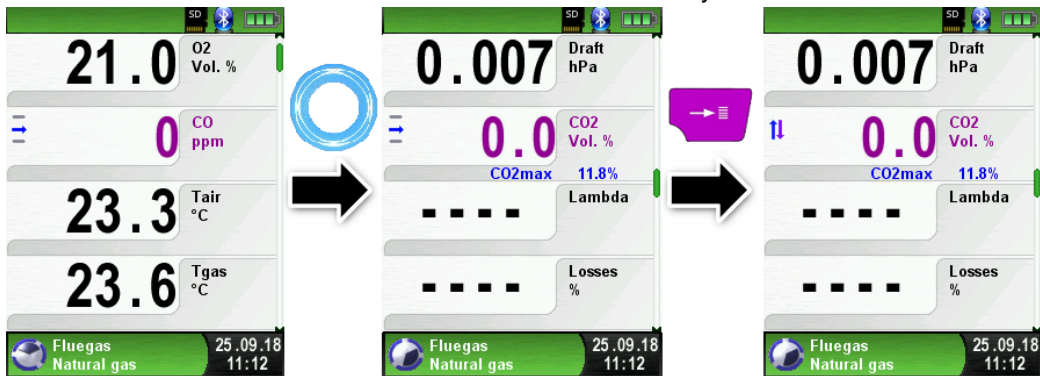 SD
21.0 O2 Vol. %
0 CO ppm
23.3 Tair °C
23.6 Tgas °C
Fluegas 25.09.18
Natural gas 11:12
SD
0.007 Draft hPa
0.0 CO2 Vol. %
CO2max 11.8%
---- Lambda
---- Losses %
Fluegas 25.09.18
Natural gas 11:12
SD
0.007 Draft hPa
0.0 CO2 Vol. %
CO2max 11.8%
---- Lambda
---- Losses %
Fluegas 25.09.18
Natural gas 11:12